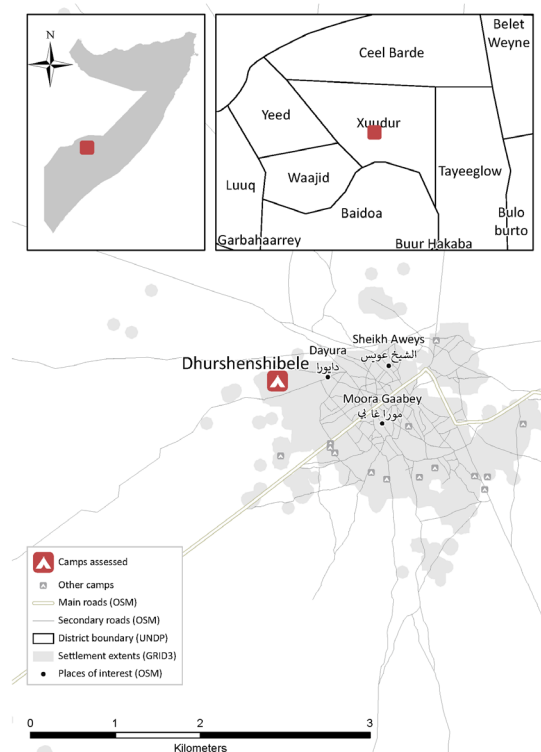 N
Belet
Weyne
Ceel Barde
Yeed
Xuudur
Waajid
Tayeeglow
Luuq
Baidoa
Bulo
burto
Garbahaarrey
Buur Hakaba
Sheikh Aweys
الشيخ عويس
Dayura
دايورا
Dhurshenshibele
Moora Gaabey
مورا غا بي
Camps assessed
Other camps
Main roads (OSM)
Secondary roads (OSM)
District boundary (UNDP)
Settlement extents (GRID3)
Places of interest (OSM)
0 1 2 3
Kilometers